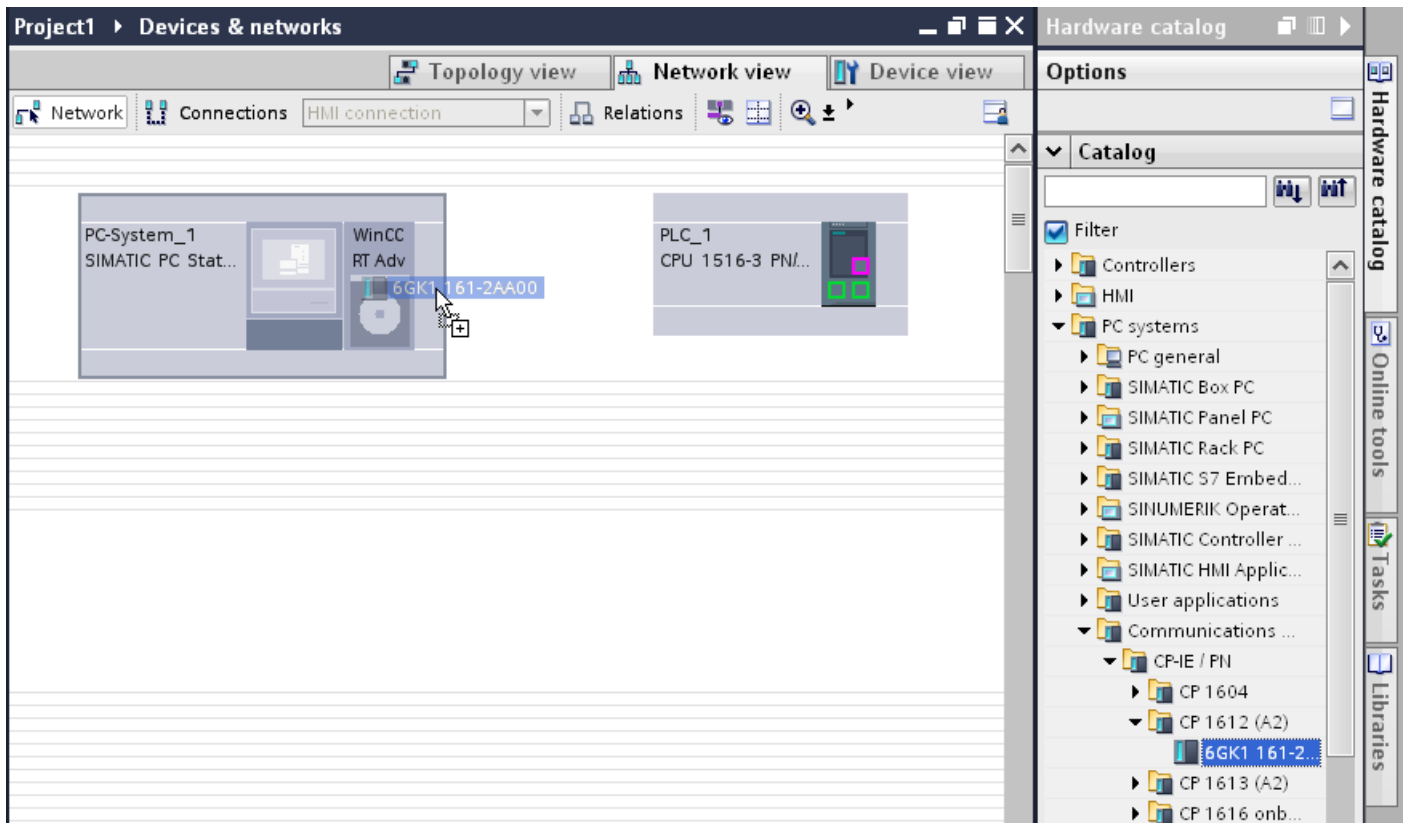 Project1 ▸ Devices & networks
Topology view
Network view
Device view
Network
Connections
HMI connection
Relations
PC-System_1
SIMATIC PC Stat...
WinCC
RT Adv
6GK1 161-2AA00
PLC_1
CPU 1516-3 PN/...
Hardware catalog
Options
Catalog
Filter
Controllers
HMI
PC systems
PC general
SIMATIC Box PC
SIMATIC Panel PC
SIMATIC Rack PC
SIMATIC S7 Embed...
SINUMERIK Operat...
SIMATIC Controller ...
SIMATIC HMI Applic...
User applications
Communications ...
CP-IE / PN
CP 1604
CP 1612 (A2)
6GK1 161-2...
CP 1613 (A2)
CP 1616 onb...
Hardware catalog
Online tools
Tasks
Libraries